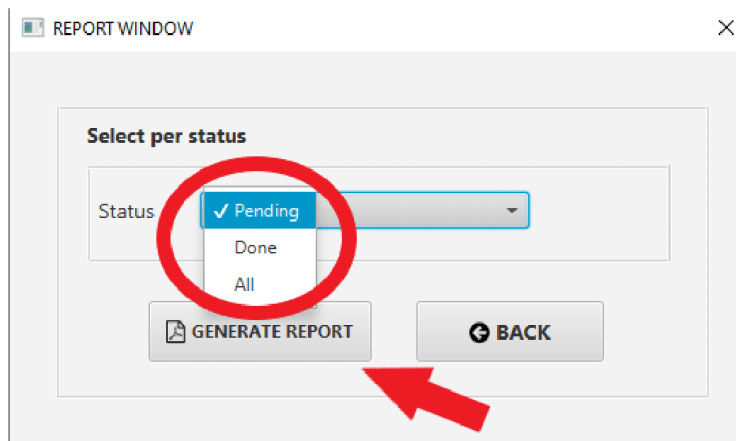 REPORT WINDOW
Select per status
Status
Pending
Done
All
GENERATE REPORT
BACK